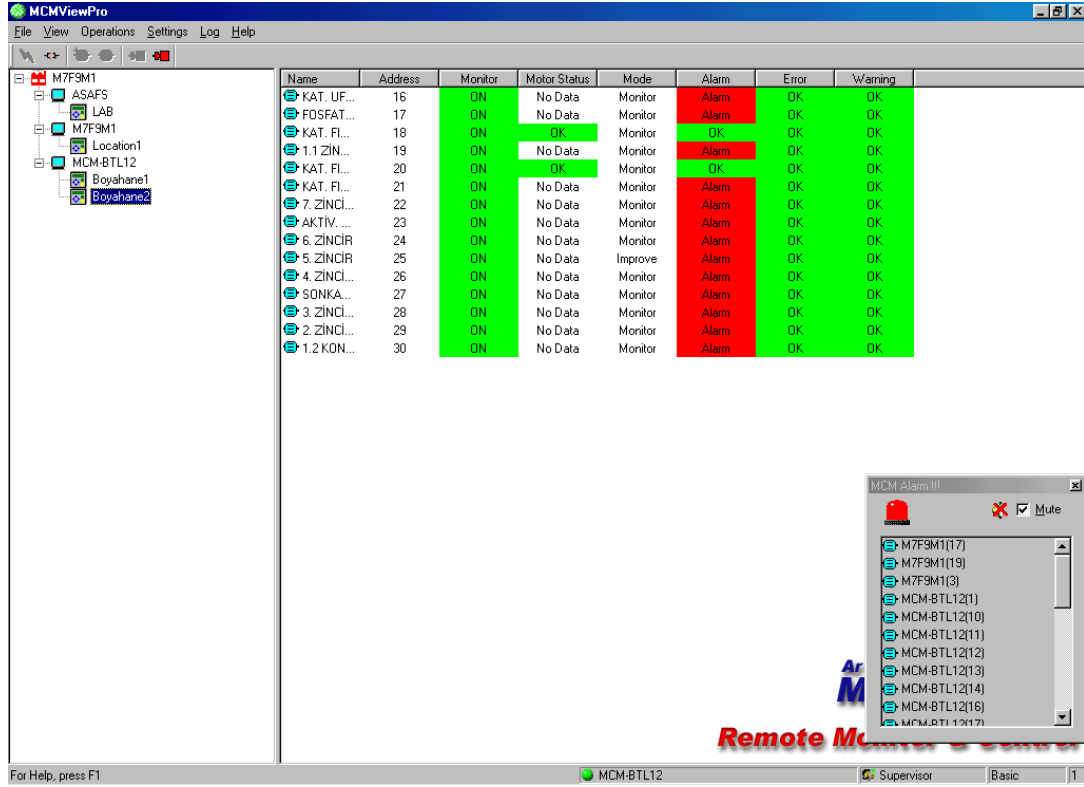 MCMViewPro
File View Operations Settings Log Help
M7F9M1
ASAFS
LAB
M7F9M1
Location1
MCM-BTL12
Boyahane1
Boyahane2
Name Address Monitor Motor Status Mode Alarm Error Warning
KAT. UF... 16 ON No Data Monitor Alarm OK OK
FOSFAT... 17 ON No Data Monitor Alarm OK OK
KAT. FI... 18 ON OK Monitor OK OK OK
1.1 ZİN... 19 ON No Data Monitor Alarm OK OK
KAT. FI... 20 ON OK Monitor OK OK OK
KAT. FI... 21 ON No Data Monitor Alarm OK OK
7. ZİNCİ... 22 ON No Data Monitor Alarm OK OK
AKTİV. ... 23 ON No Data Monitor Alarm OK OK
6. ZİNCİR 24 ON No Data Monitor Alarm OK OK
5. ZİNCİR 25 ON No Data Improve Alarm OK OK
4. ZİNCİ... 26 ON No Data Monitor Alarm OK OK
SONKA... 27 ON No Data Monitor Alarm OK OK
3. ZİNCİ... 28 ON No Data Monitor Alarm OK OK
2. ZİNCİ... 29 ON No Data Monitor Alarm OK OK
1.2 KON... 30 ON No Data Monitor Alarm OK OK
MCM Alarm !!!
Mute
M7F9M1(17)
M7F9M1(19)
M7F9M1(3)
MCM-BTL12(1)
MCM-BTL12(10)
MCM-BTL12(11)
MCM-BTL12(12)
MCM-BTL12(13)
MCM-BTL12(14)
MCM-BTL12(16)
MCM-BTL12(17)
Ar
M
Remote Monitor & Control
For Help, press F1 MCM-BTL12 Supervisor Basic 1